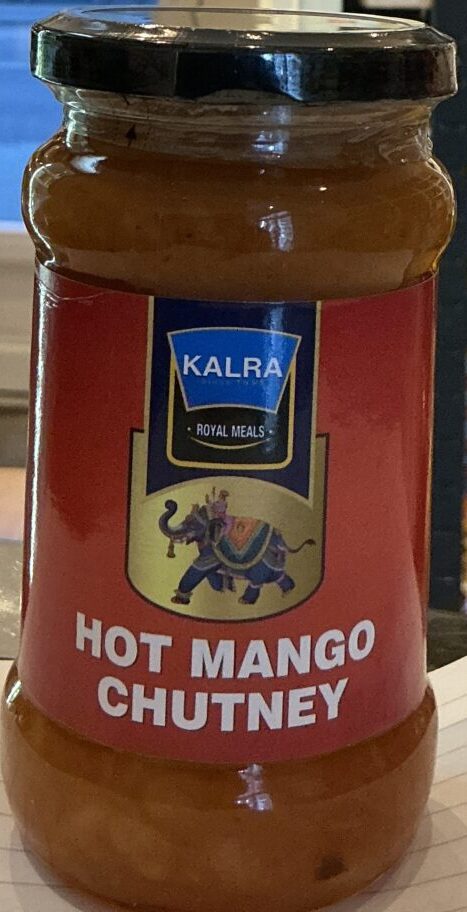 KALRA
· ROYAL MEALS ·
HOT MANGO
CHUTNEY